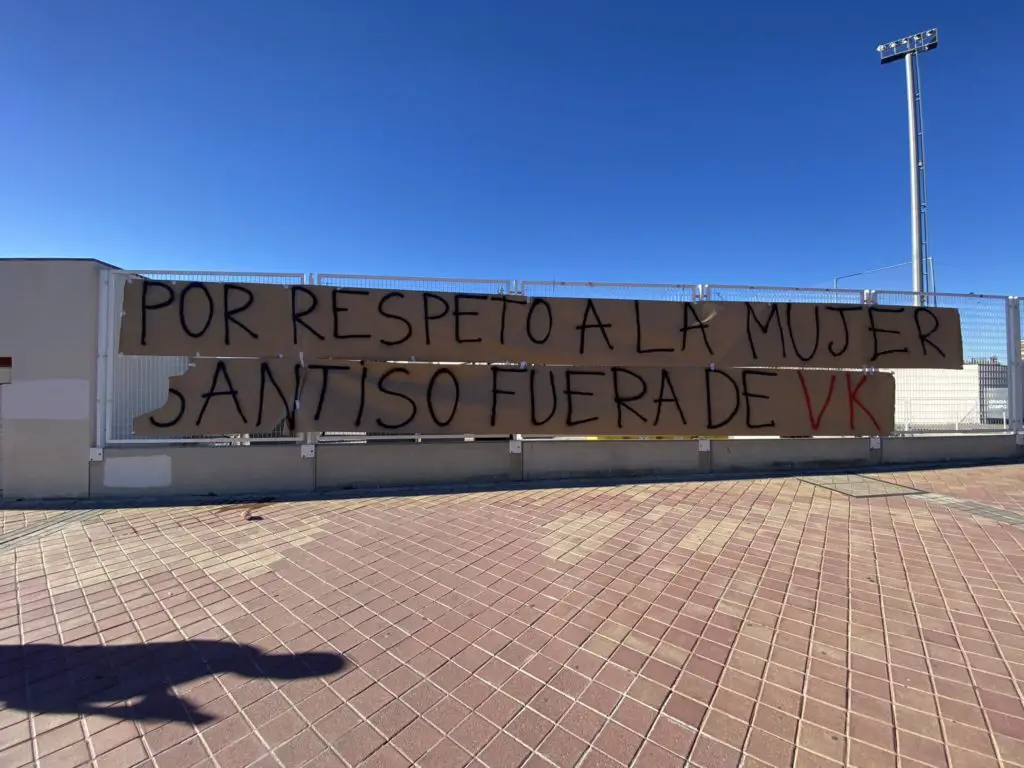 POR RESPETO A LA MUJER
SANTISO FUERA DE VK